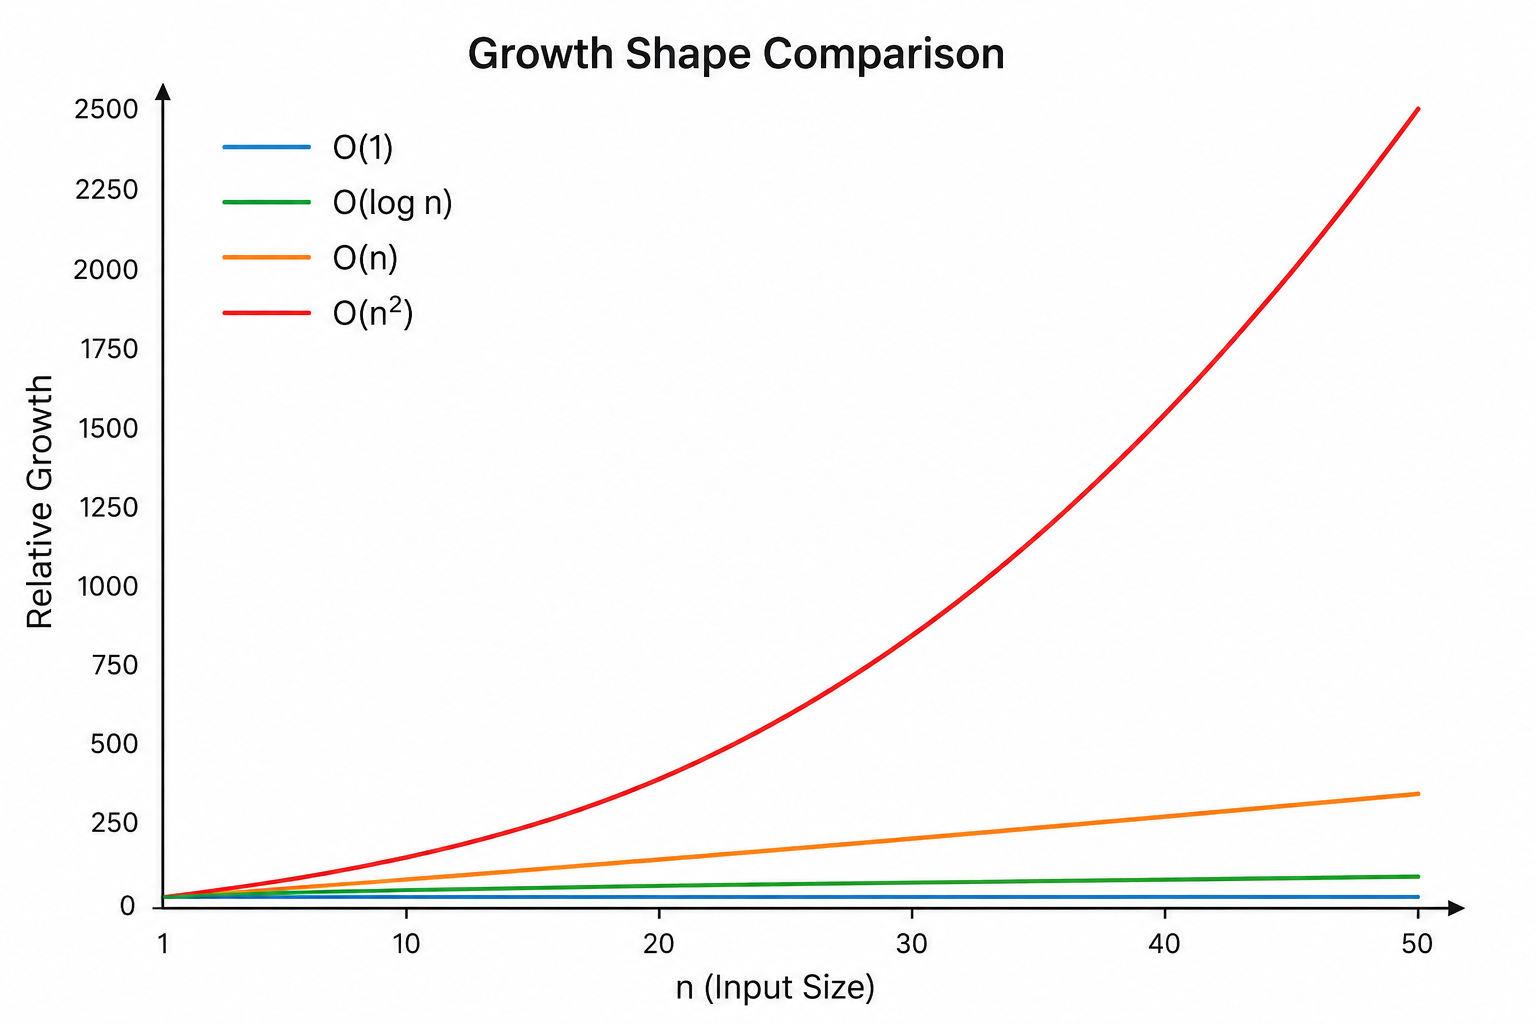 Growth Shape Comparison
2500
2250
2000
1750
1500
1250
1000
750
500
250
0
Relative Growth
O(1)
O(log n)
O(n)
O(n²)
1 10 20 30 40 50
n (Input Size)